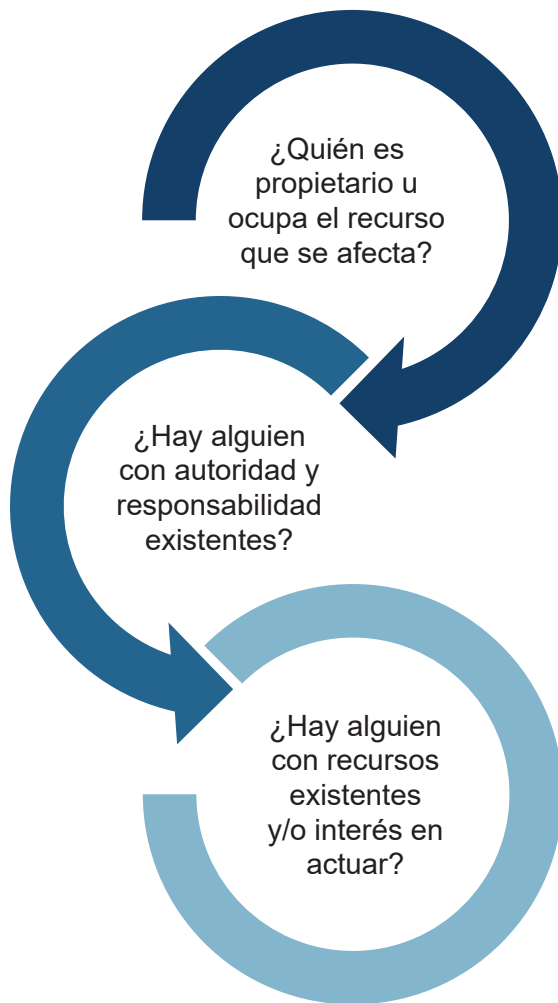 ¿Quién es
propietario u
ocupa el recurso
que se afecta?
¿Hay alguien
con autoridad y
responsabilidad
existentes?
¿Hay alguien
con recursos
existentes
y/o interés en
actuar?